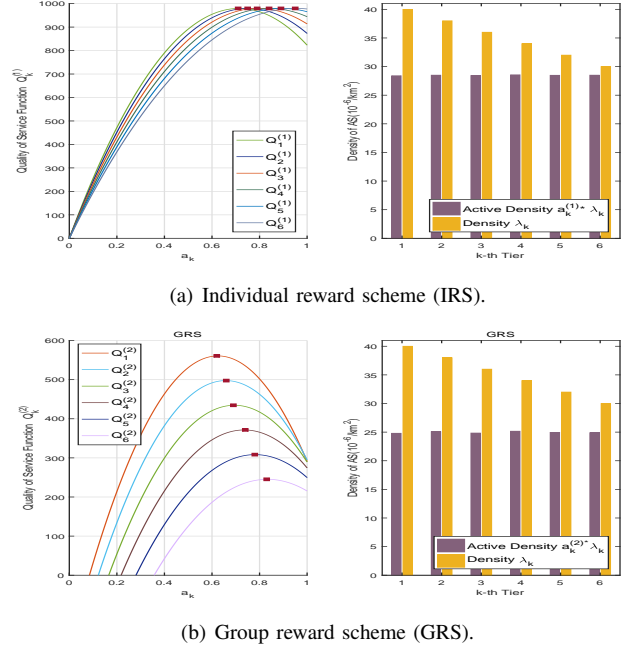 1000
900
800
700
600
500
400
300
200
100
0
0
0.2
0.4
0.6
0.8
1
a_k
Quality of Service Function Q_k^(1)
Q_1^(1)
Q_2^(1)
Q_3^(1)
Q_4^(1)
Q_5^(1)
Q_6^(1)
40
35
30
25
20
15
10
5
0
1
2
3
4
5
6
k-th Tier
Density of AS(10^-6/km^2)
Active Density a_k^(1)* λ_k
Density λ_k
(a) Individual reward scheme (IRS).
GRS
600
500
400
300
200
100
0
0
0.2
0.4
0.6
0.8
1
a_k
Quality of Service Function Q_k^(2)
Q_1^(2)
Q_2^(2)
Q_3^(2)
Q_4^(2)
Q_5^(2)
Q_6^(2)
GRS
40
35
30
25
20
15
10
5
0
1
2
3
4
5
6
k-th Tier
Density of AS(10^-6/km^2)
Active Density a_k^(2)* λ_k
Density λ_k
(b) Group reward scheme (GRS).